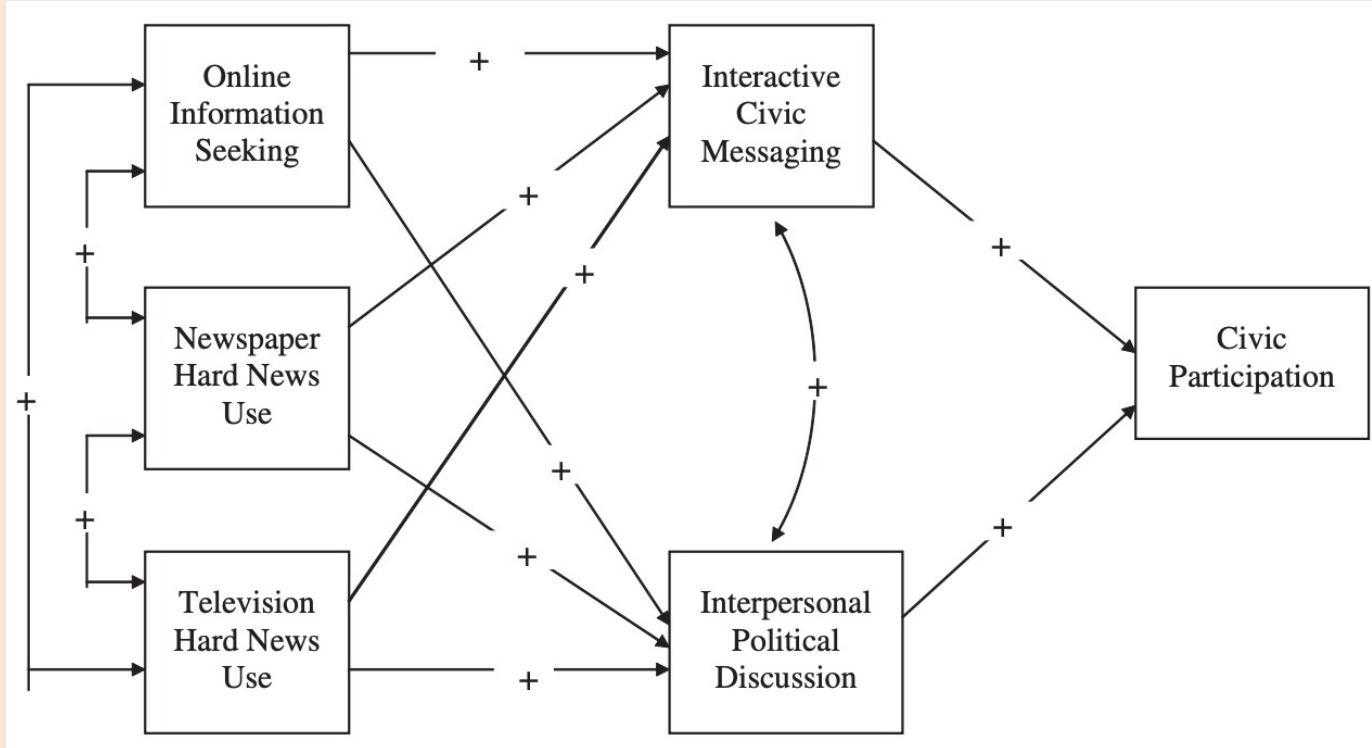 Online
Information
Seeking
+
Interactive
Civic
Messaging
+
+
+
+
Newspaper
Hard News
Use
+
Civic
Participation
+
+
+
+
+
Television
Hard News
Use
+
Interpersonal
Political
Discussion